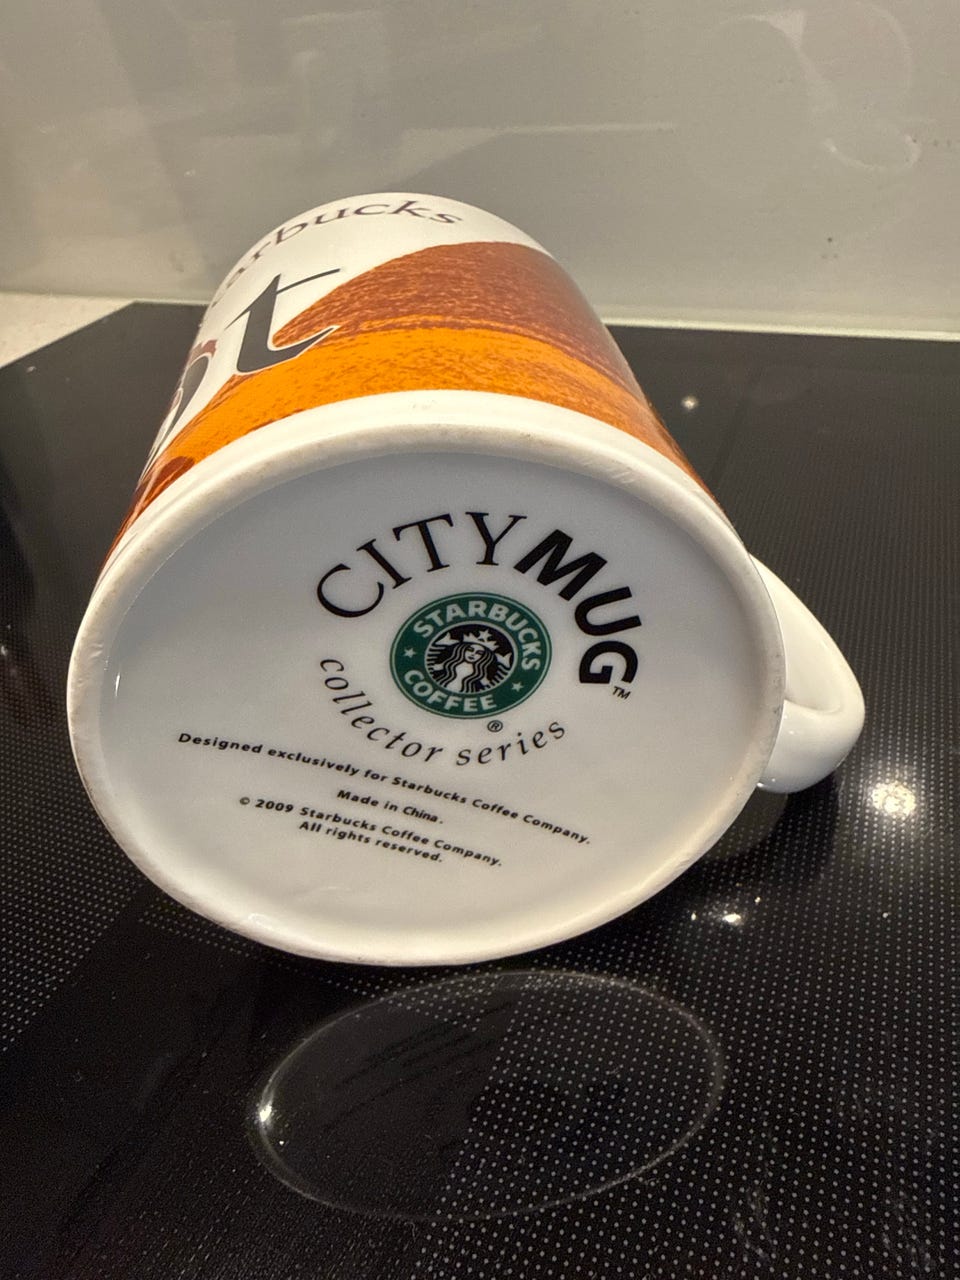 CITYMUG™
STARBUCKS
COFFEE
®
collector series
Designed exclusively for Starbucks Coffee Company.
Made in China.
© 2009 Starbucks Coffee Company.
All rights reserved.